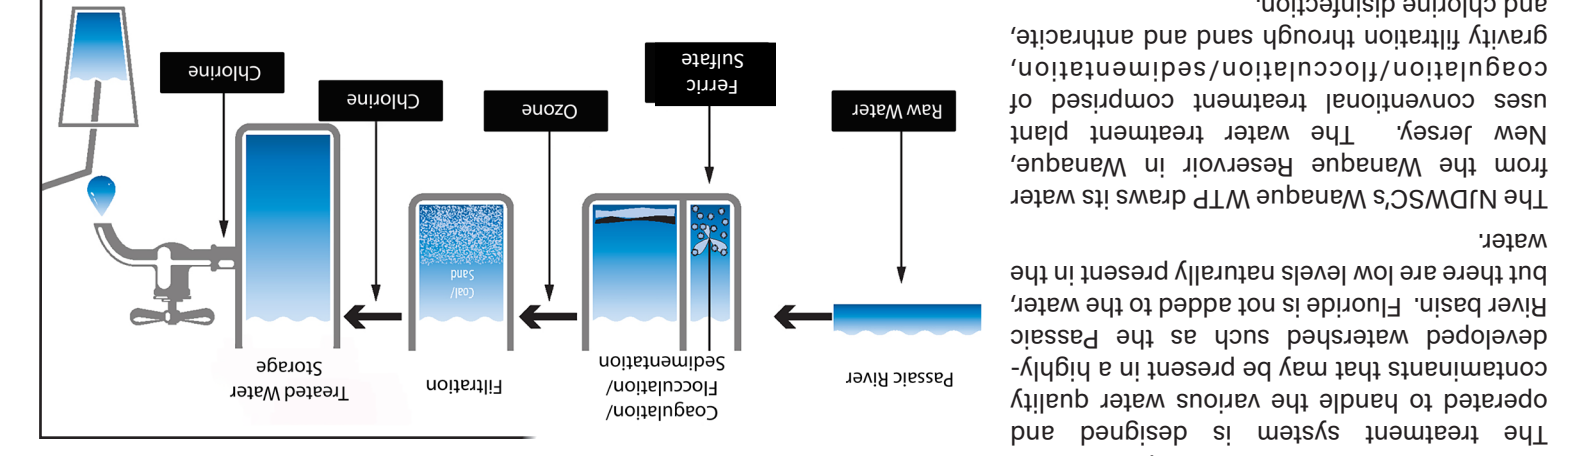 The treatment system is designed and
operated to handle the various water quality
contaminants that may be present in a highly-
developed watershed such as the Passaic
River basin. Fluoride is not added to the water,
but there are low levels naturally present in the
water.
The NJDWSC's Wanaque WTP draws its water
from the Wanaque Reservoir in Wanaque,
New Jersey. The water treatment plant
uses conventional treatment comprised of
coagulation/flocculation/sedimentation,
gravity filtration through sand and anthracite,
and chlorine disinfection.
Passaic River
Coagulation/
Flocculation/
Sedimentation
Filtration
Treated Water
Storage
Coal/
Sand
Raw Water
Ferric
Sulfate
Ozone
Chlorine
Chlorine